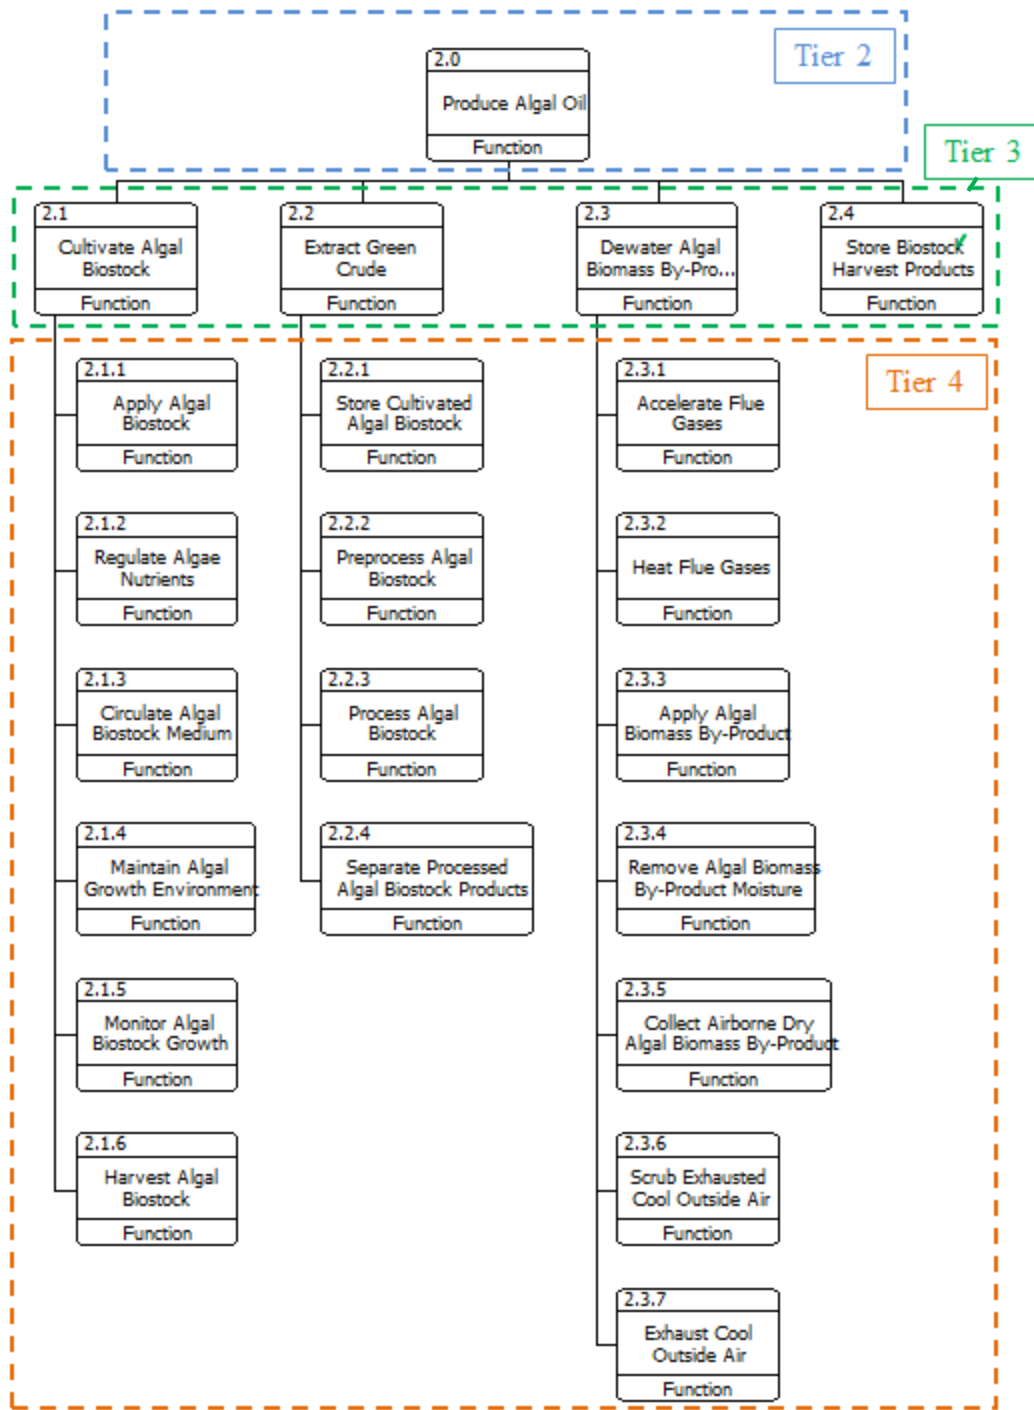 Tier 2
2.0
Produce Algal Oil
Function
Tier 3
2.1
Cultivate Algal
Biostock
Function
2.2
Extract Green
Crude
Function
2.3
Dewater Algal
Biomass By-Pro...
Function
2.4
Store Biostock
Harvest Products
Function
Tier 4
2.1.1
Apply Algal
Biostock
Function
2.1.2
Regulate Algae
Nutrients
Function
2.1.3
Circulate Algal
Biostock Medium
Function
2.1.4
Maintain Algal
Growth Environment
Function
2.1.5
Monitor Algal
Biostock Growth
Function
2.1.6
Harvest Algal
Biostock
Function
2.2.1
Store Cultivated
Algal Biostock
Function
2.2.2
Preprocess Algal
Biostock
Function
2.2.3
Process Algal
Biostock
Function
2.2.4
Separate Processed
Algal Biostock Products
Function
2.3.1
Accelerate Flue
Gases
Function
2.3.2
Heat Flue Gases
Function
2.3.3
Apply Algal
Biomass By-Product
Function
2.3.4
Remove Algal Biomass
By-Product Moisture
Function
2.3.5
Collect Airborne Dry
Algal Biomass By-Product
Function
2.3.6
Scrub Exhausted
Cool Outside Air
Function
2.3.7
Exhaust Cool
Outside Air
Function